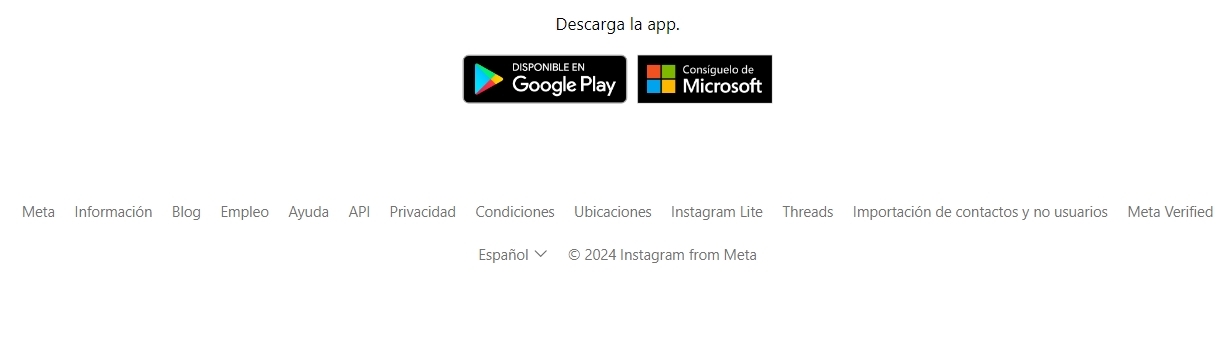 Descarga la app.
DISPONIBLE EN
Google Play
Consíguelo de
Microsoft
Meta Información Blog Empleo Ayuda API Privacidad Condiciones Ubicaciones Instagram Lite Threads Importación de contactos y no usuarios Meta Verified
Español © 2024 Instagram from Meta